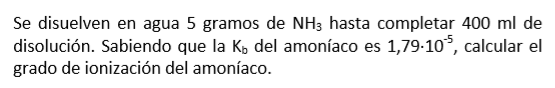 Se disuelven en agua 5 gramos de NH₃ hasta completar 400 ml de
disolución. Sabiendo que la K_b del amoníaco es 1,79·10⁻⁵, calcular el
grado de ionización del amoníaco.